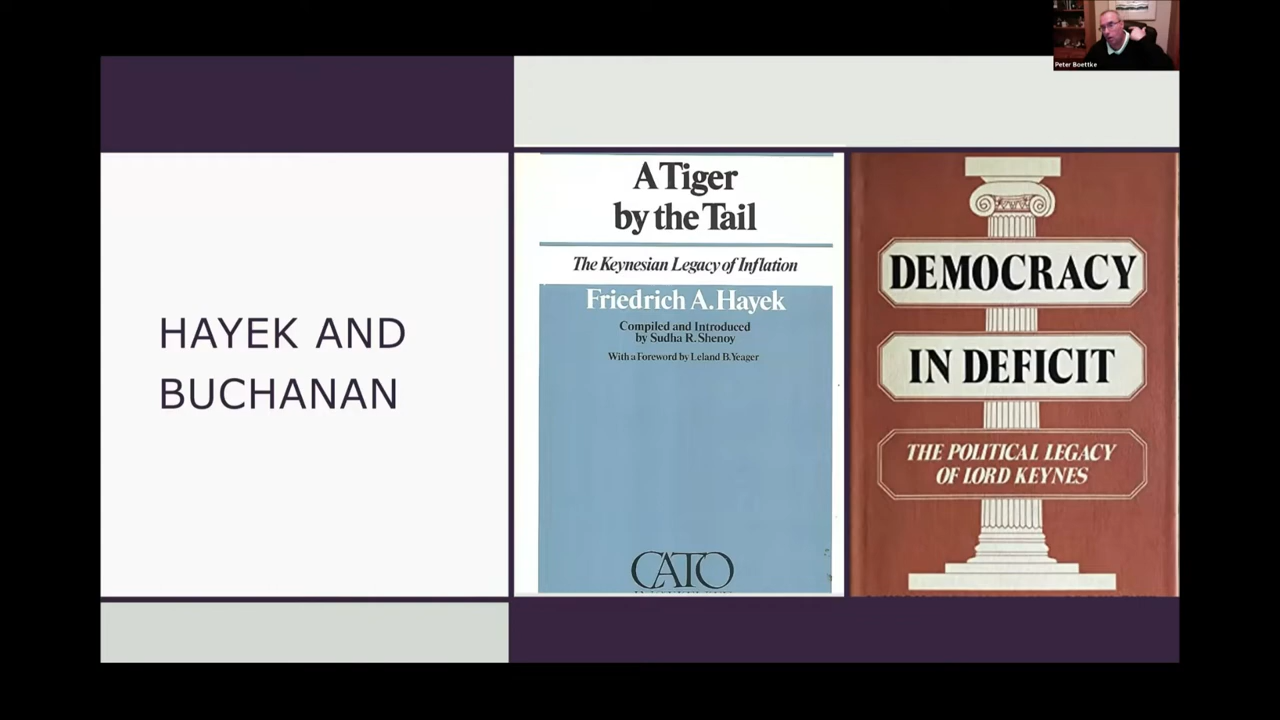 Peter Boettke
HAYEK AND
BUCHANAN
A Tiger
by the Tail
The Keynesian Legacy of Inflation
Friedrich A. Hayek
Compiled and Introduced
by Sudha R. Shenoy
With a Foreword by Leland B. Yeager
CATO
DEMOCRACY
IN DEFICIT
THE POLITICAL LEGACY
OF LORD KEYNES